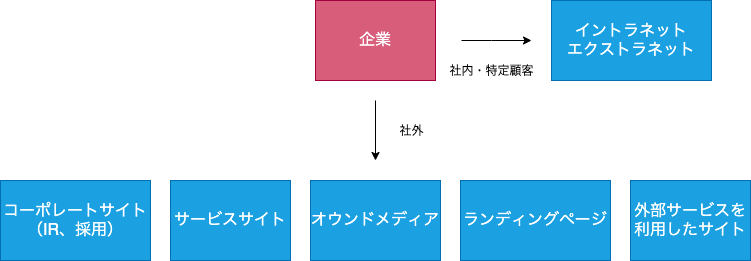 企業
イントラネット
エクストラネット
社内・特定顧客
社外
コーポレートサイト
（IR、採用）
サービスサイト
オウンドメディア
ランディングページ
外部サービスを
利用したサイト